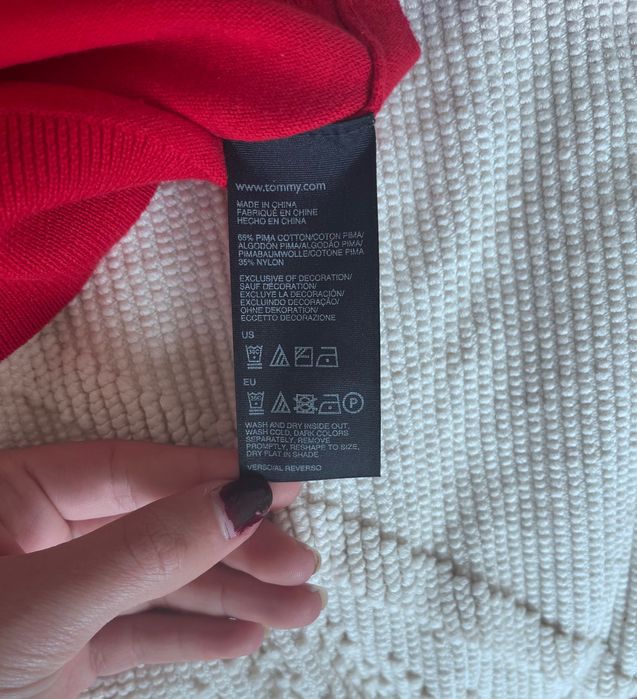 www.tommy.com
MADE IN CHINA
FABRIQUÉ EN CHINE
HECHO EN CHINA
65% PIMA COTTON/COTON PIMA/
ALGODÓN PIMA/ALGODÃO PIMA/
PIMABAUMWOLLE/COTONE PIMA
35% NYLON
EXCLUSIVE OF DECORATION/
SAUF DÉCORATION/
EXCLUYE LA DECORACIÓN/
EXCLUINDO DECORAÇÃO/
OHNE DEKORATION/
ECCETTO DECORAZIONE
US
30C
EU
30C P
WASH AND DRY INSIDE OUT,
WASH COLD, DARK COLORS
SEPARATELY, REMOVE
PROMPTLY, RESHAPE TO SIZE,
DRY FLAT IN SHADE
VERSO/AL REVERSO